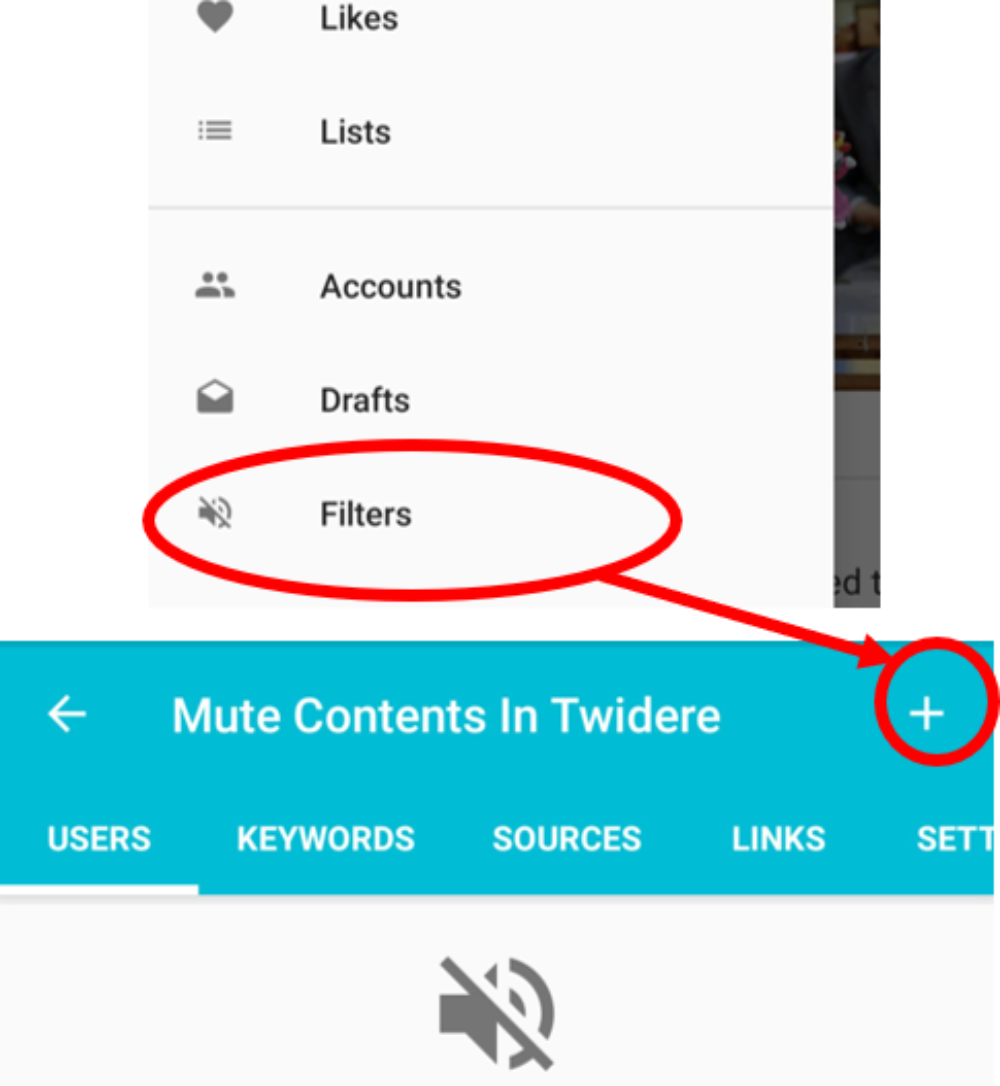 Likes
Lists
Accounts
Drafts
Filters
ed t
Mute Contents In Twidere
USERS KEYWORDS SOURCES LINKS SETT